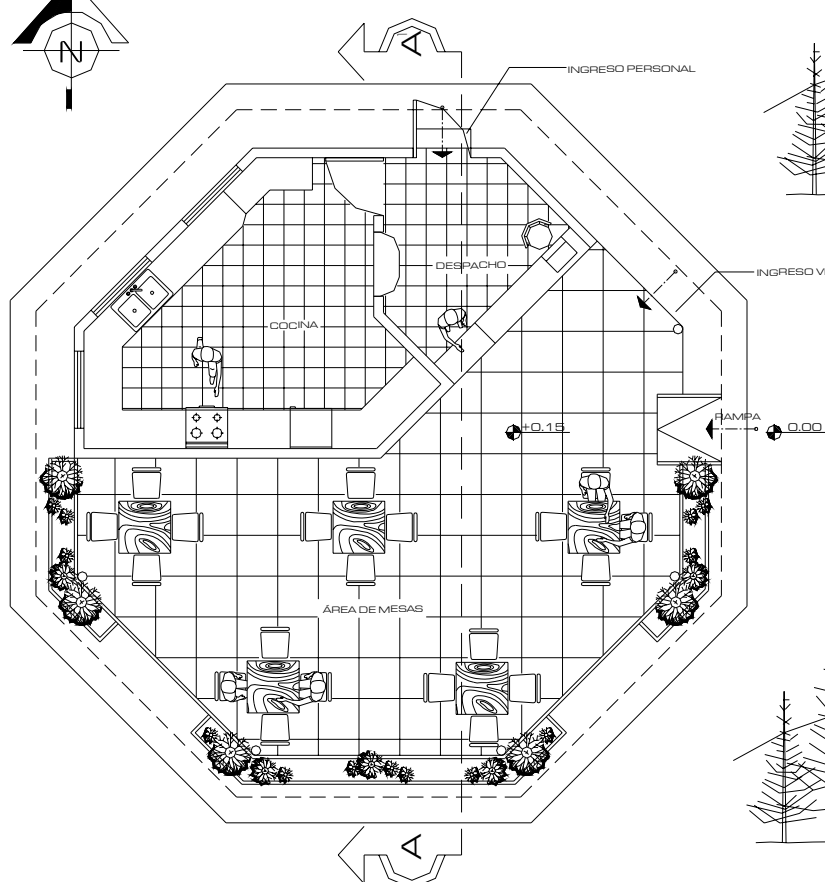 N
A
INGRESO PERSONAL
DESPACHO
INGRESO
COCINA
RAMPA
+0.15
0.00
ÁREA DE MESAS
A